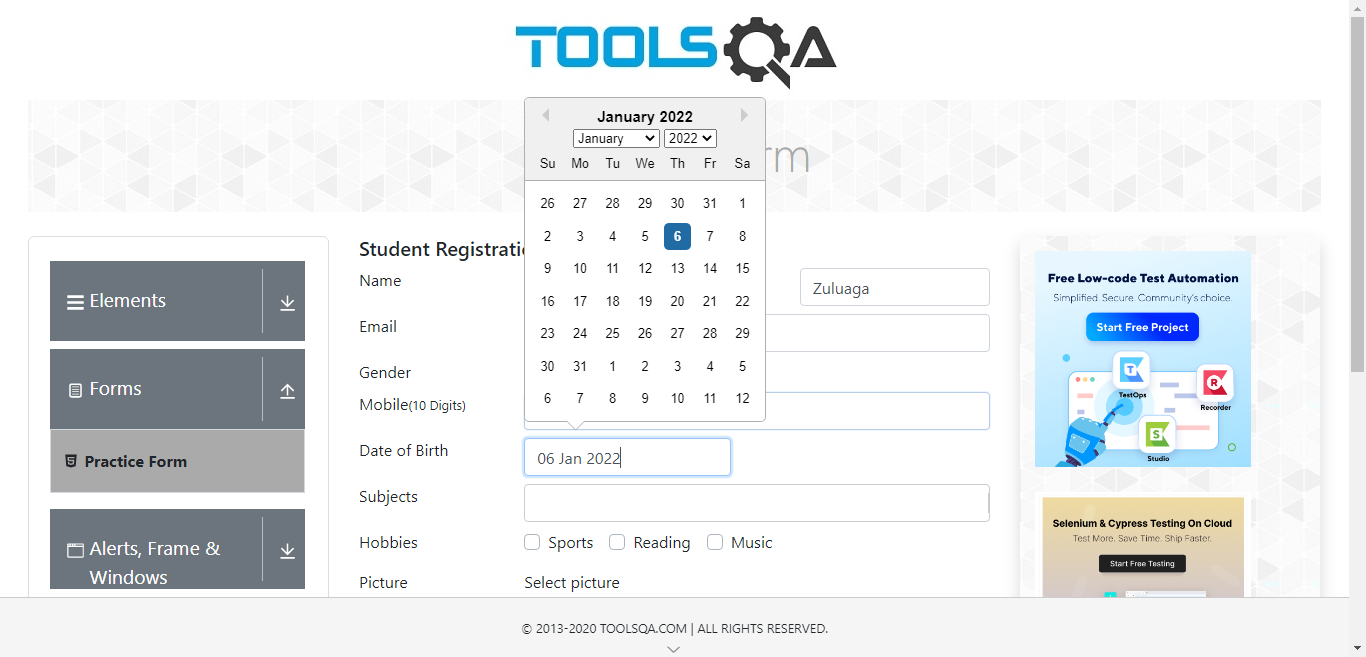 TOOLSQA
January 2022
January 2022
Su Mo Tu We Th Fr Sa
26 27 28 29 30 31 1
2 3 4 5 6 7 8
9 10 11 12 13 14 15
16 17 18 19 20 21 22
23 24 25 26 27 28 29
30 31 1 2 3 4 5
6 7 8 9 10 11 12
rm
Elements
Forms
Practice Form
Alerts, Frame &
Windows
Student Registrati
Name
Zuluaga
Email
Gender
Mobile(10 Digits)
Date of Birth
06 Jan 2022
Subjects
Hobbies
Sports Reading Music
Picture
Select picture
Free Low-code Test Automation
Simplified. Secure. Community's choice.
Start Free Project
TestOps
Recorder
Studio
Selenium & Cypress Testing On Cloud
Test More. Save Time. Ship Faster.
Start Free Testing
© 2013-2020 TOOLSQA.COM | ALL RIGHTS RESERVED.